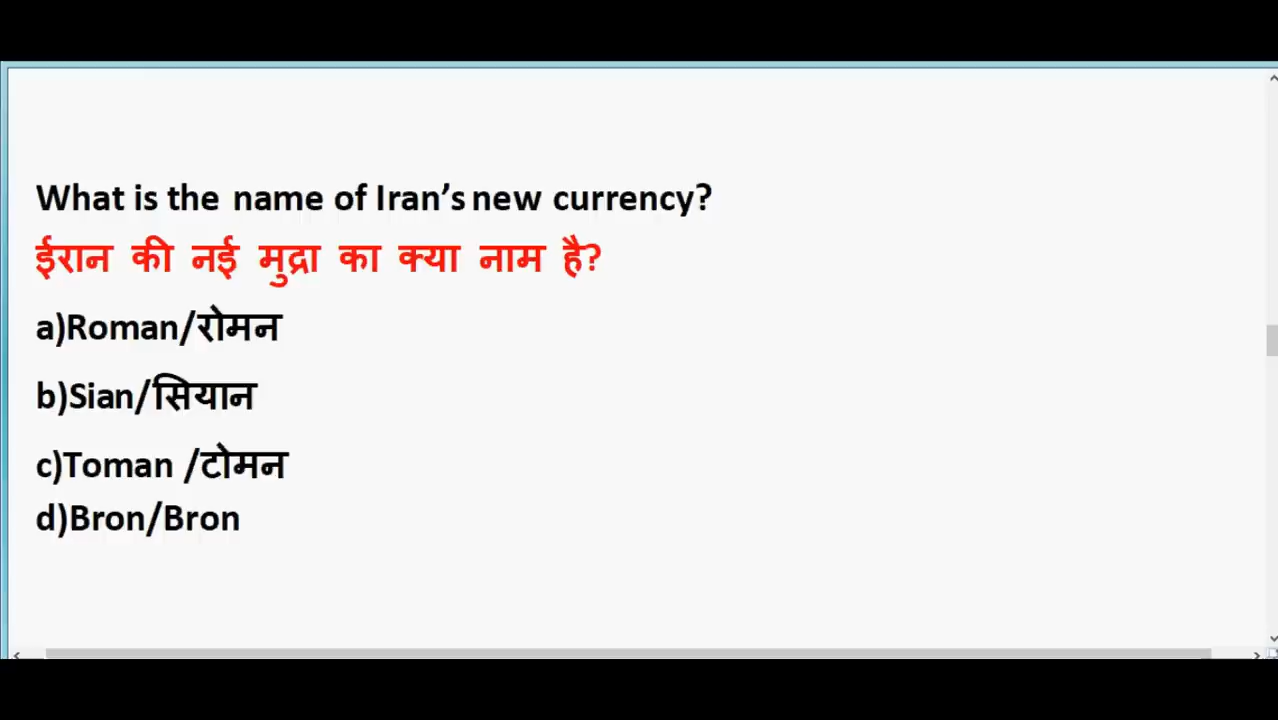 What is the name of Iran’s new currency?
ईरान की नई मुद्रा का क्या नाम है?
a)Roman/रोमन
b)Sian/सियान
c)Toman /टोमन
d)Bron/Bron